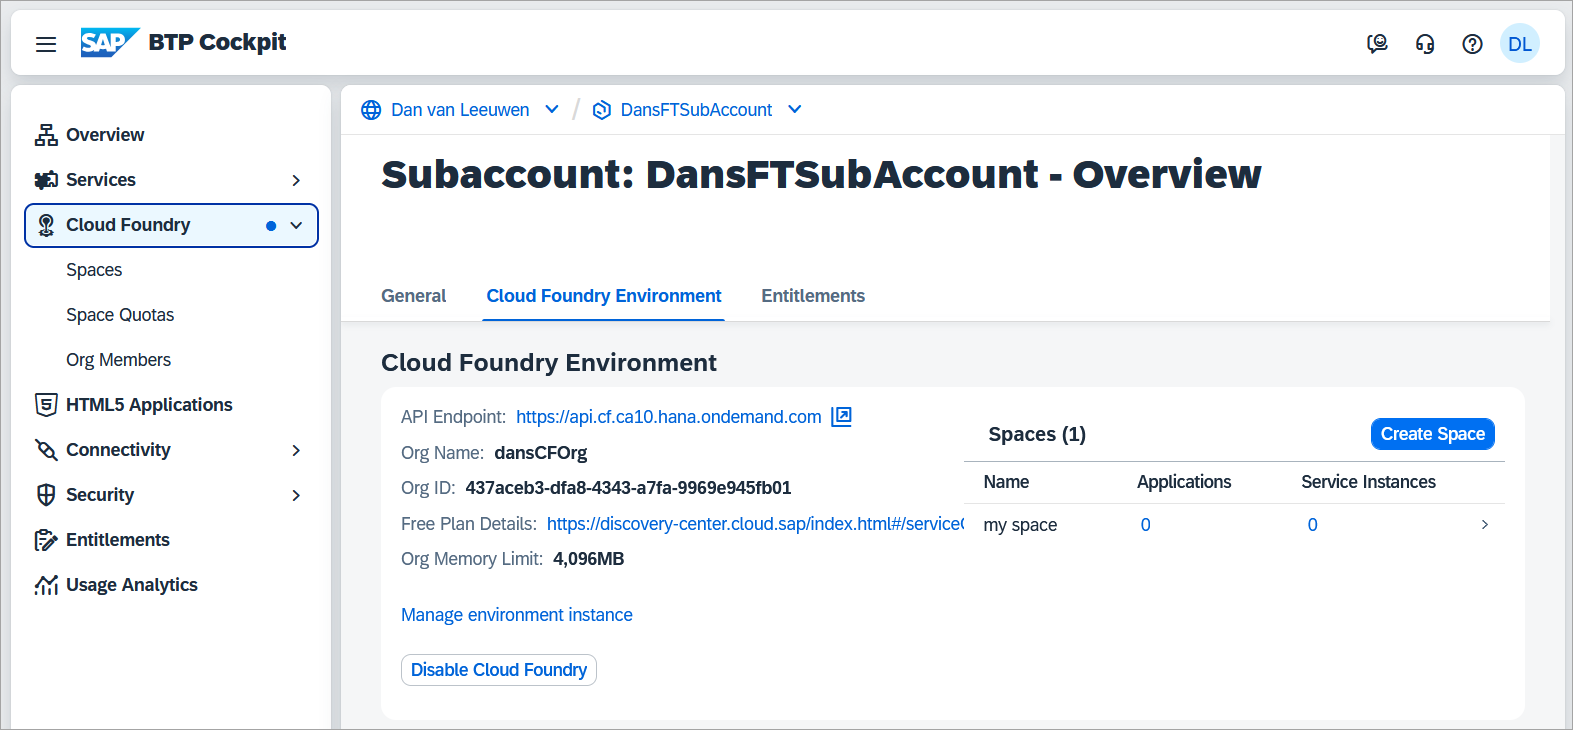 SAP BTP Cockpit
DL
Overview
Services
Cloud Foundry
Spaces
Space Quotas
Org Members
HTML5 Applications
Connectivity
Security
Entitlements
Usage Analytics
Dan van Leeuwen / DansFTSubAccount
Subaccount: DansFTSubAccount - Overview
General Cloud Foundry Environment Entitlements
Cloud Foundry Environment
API Endpoint: https://api.cf.ca10.hana.ondemand.com
Org Name: dansCFOrg
Org ID: 437aceb3-dfa8-4343-a7fa-9969e945fb01
Free Plan Details: https://discovery-center.cloud.sap/index.html#/service
Org Memory Limit: 4,096MB
Manage environment instance
Disable Cloud Foundry
Spaces (1) Create Space
Name Applications Service Instances
my space 0 0